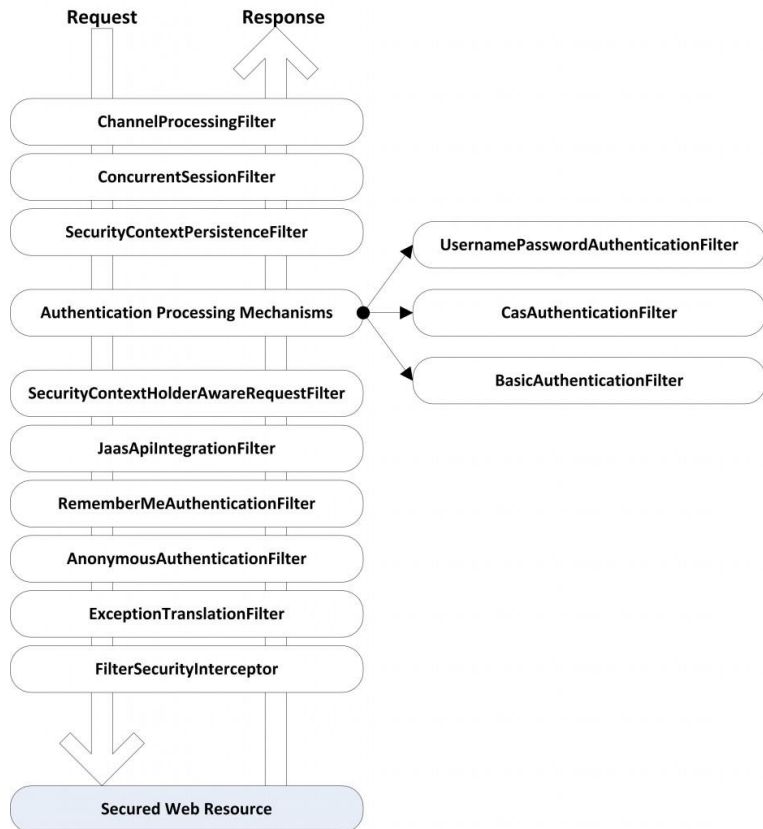 Request
Response
ChannelProcessingFilter
ConcurrentSessionFilter
SecurityContextPersistenceFilter
UsernamePasswordAuthenticationFilter
Authentication Processing Mechanisms
CasAuthenticationFilter
BasicAuthenticationFilter
SecurityContextHolderAwareRequestFilter
JaasApiIntegrationFilter
RememberMeAuthenticationFilter
AnonymousAuthenticationFilter
ExceptionTranslationFilter
FilterSecurityInterceptor
Secured Web Resource